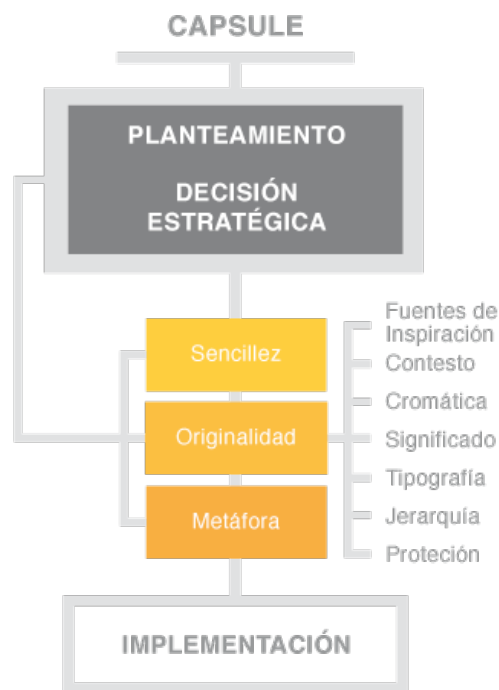 CAPSULE
PLANTEAMIENTO
DECISIÓN
ESTRATÉGICA
Sencillez
Originalidad
Metáfora
Fuentes de
Inspiración
Contesto
Cromática
Significado
Tipografía
Jerarquía
Proteción
IMPLEMENTACIÓN